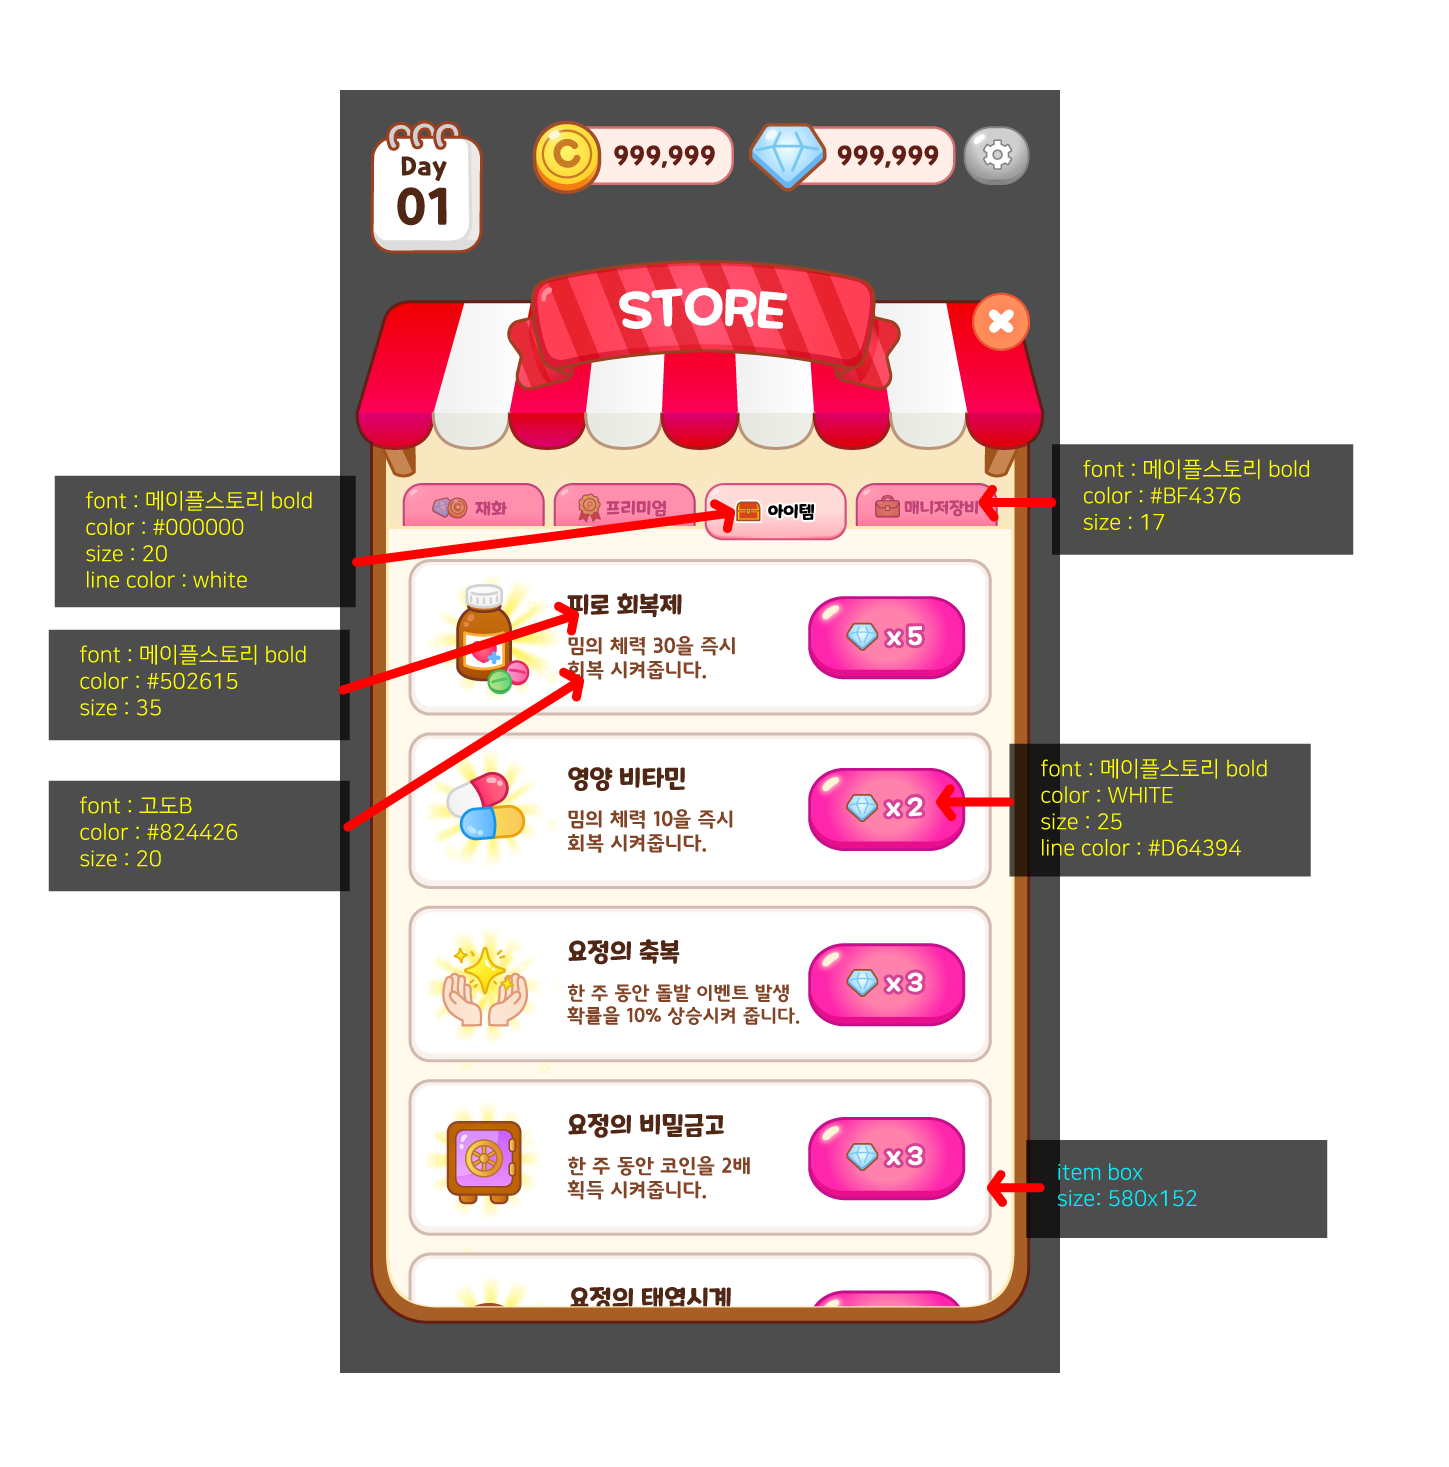 Day
01
C
999,999
999,999
STORE
재화
프리미엄
아이템
매니저장비
font : 메이플스토리 bold
color : #000000
size : 20
line color : white
font : 메이플스토리 bold
color : #BF4376
size : 17
피로 회복제
밈의 체력 30을 즉시
회복 시켜줍니다.
x5
font : 메이플스토리 bold
color : #502615
size : 35
font : 고도B
color : #824426
size : 20
영양 비타민
밈의 체력 10을 즉시
회복 시켜줍니다.
x2
font : 메이플스토리 bold
color : WHITE
size : 25
line color : #D64394
요정의 축복
한 주 동안 돌발 이벤트 발생
확률을 10% 상승시켜 줍니다.
x3
요정의 비밀금고
한 주 동안 코인을 2배
획득 시켜줍니다.
x3
item box
size: 580x152
요정의 태엽시계